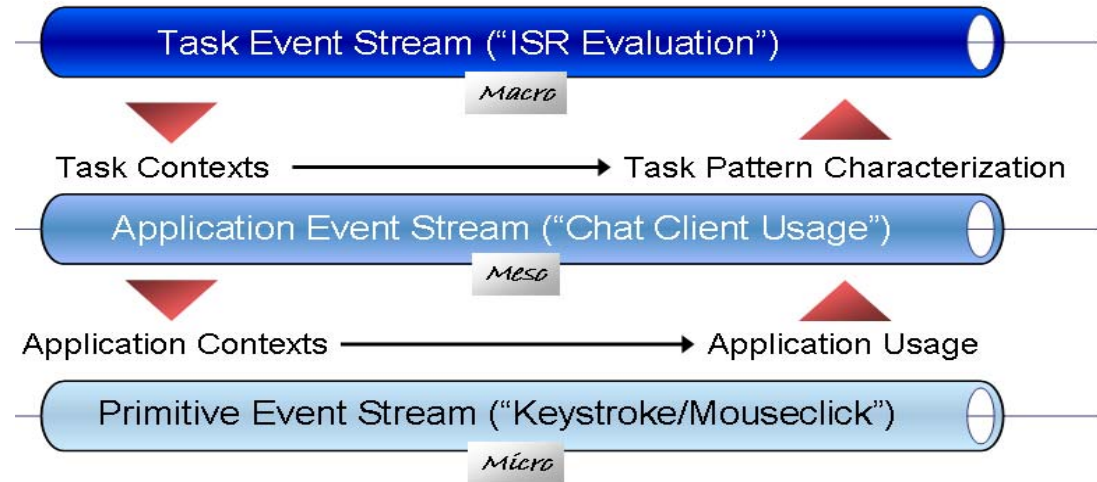 Task Event Stream (“ISR Evaluation”)
Macro
Task Contexts
Task Pattern Characterization
Application Event Stream (“Chat Client Usage”)
Meso
Application Contexts
Application Usage
Primitive Event Stream (“Keystroke/Mouseclick”)
Micro